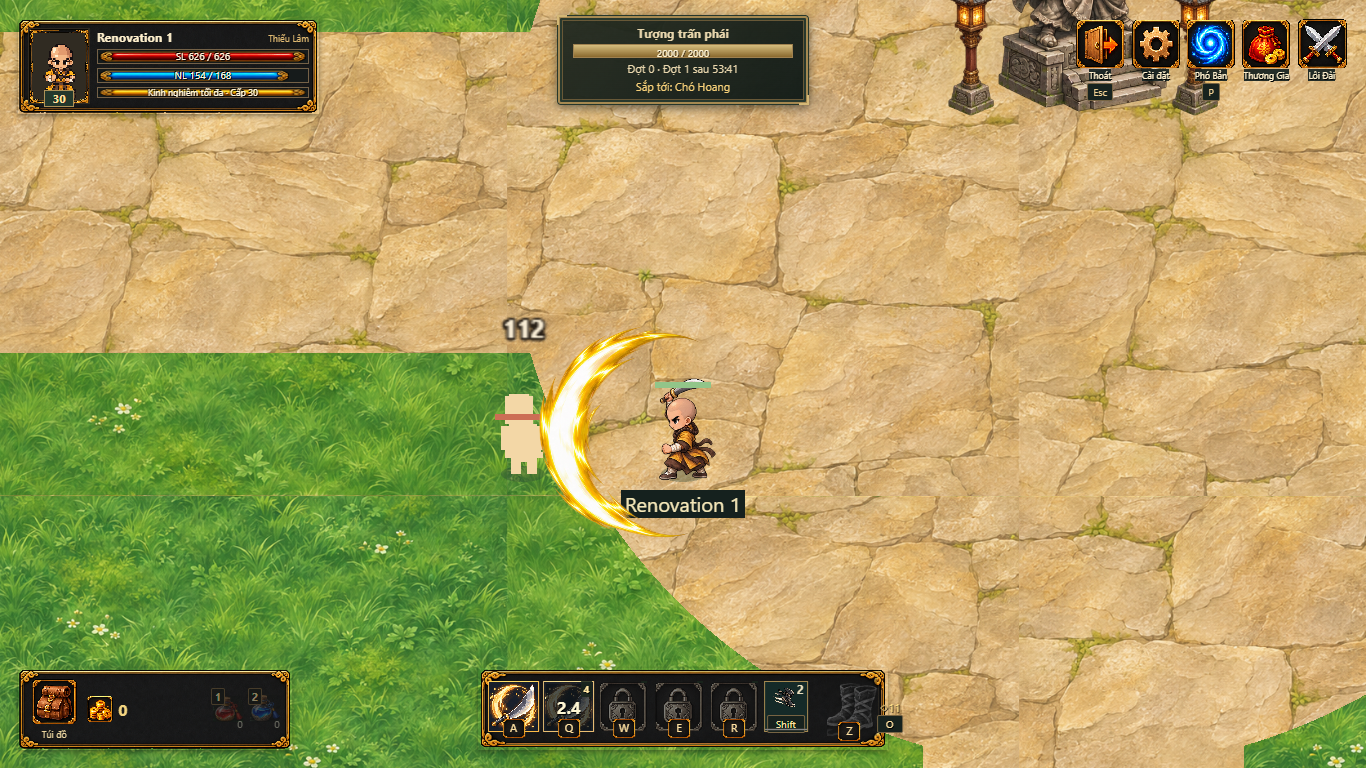 Renovation 1
Thiếu Lâm
SL 626 / 626
NL 154 / 168
Kinh nghiệm tối đa - Cấp 30
30
Tượng trấn phái
2000 / 2000
Đợt 0 · Đợt 1 sau 53:41
Sắp tới: Chó Hoang
Thoát
Cài đặt
Phó Bản
Thương Gia
Lôi Đài
Esc
P
112
Renovation 1
Túi đồ
0
1
0
2
0
A
4
2.4
Q
W
E
R
2
Shift
Z
O